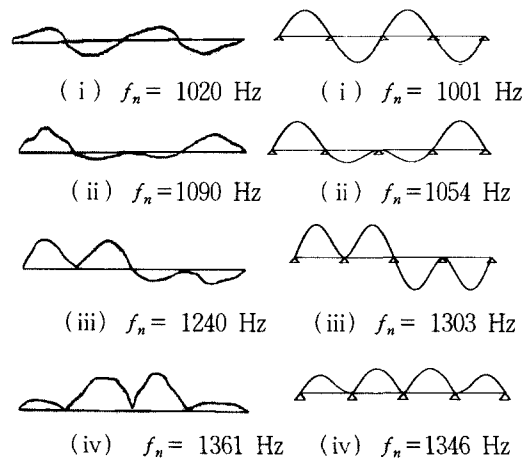 (i) fn = 1020 Hz (i) fn = 1001 Hz
(ii) fn = 1090 Hz (ii) fn = 1054 Hz
(iii) fn = 1240 Hz (iii) fn = 1303 Hz
(iv) fn = 1361 Hz (iv) fn = 1346 Hz